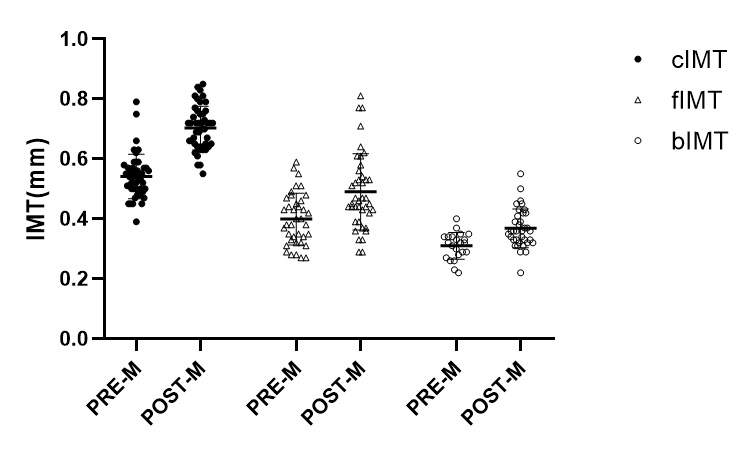 1.0
0.8
0.6
0.4
0.2
0.0
IMT(mm)
PRE-M
POST-M
PRE-M
POST-M
PRE-M
POST-M
cIMT
fIMT
bIMT